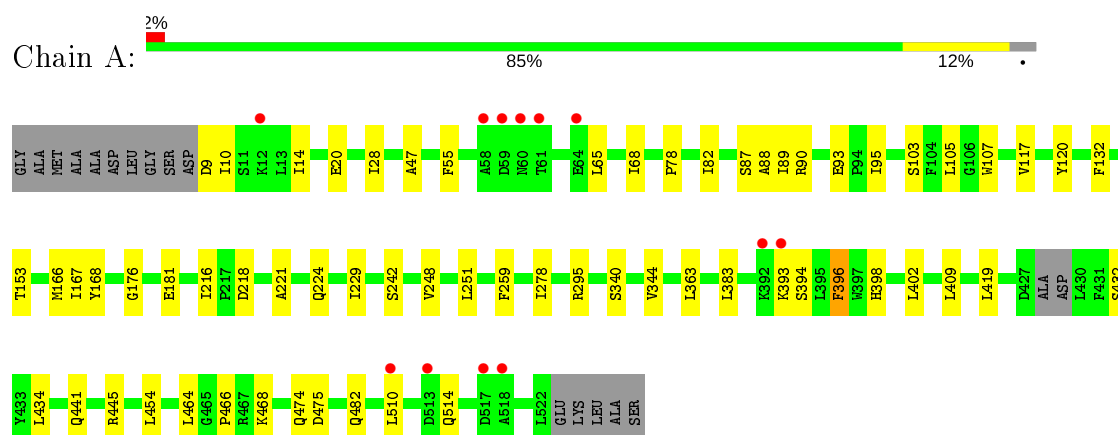 2%
Chain A:
85% 12% •
GLY ALA MET ALA ALA ASP LEU GLY SER ASP D9 I10 S11 K12 L13 I14 E20 I28 A47 F55 A58 D59 N60 T61 E64 L65 I68 P78 I82 S87 A88 I89 R90 E93 P94 I95 S103 F104 L105 G106 W107 V117 Y120 F132
T153 M166 I167 Y168 G176 E181 I216 P217 D218 A221 Q224 I229 S242 V248 L251 F259 I278 R295 S340 V344 L363 L383 K392 K393 S394 L395 F396 W397 H398 L402 L409 L419 D427 ALA ASP L430 F431 S432
Y433 L434 Q441 R445 L454 L464 G465 P466 R467 K468 Q474 D475 Q482 L510 D513 Q514 D517 A518 L522 GLU LYS LEU ALA SER